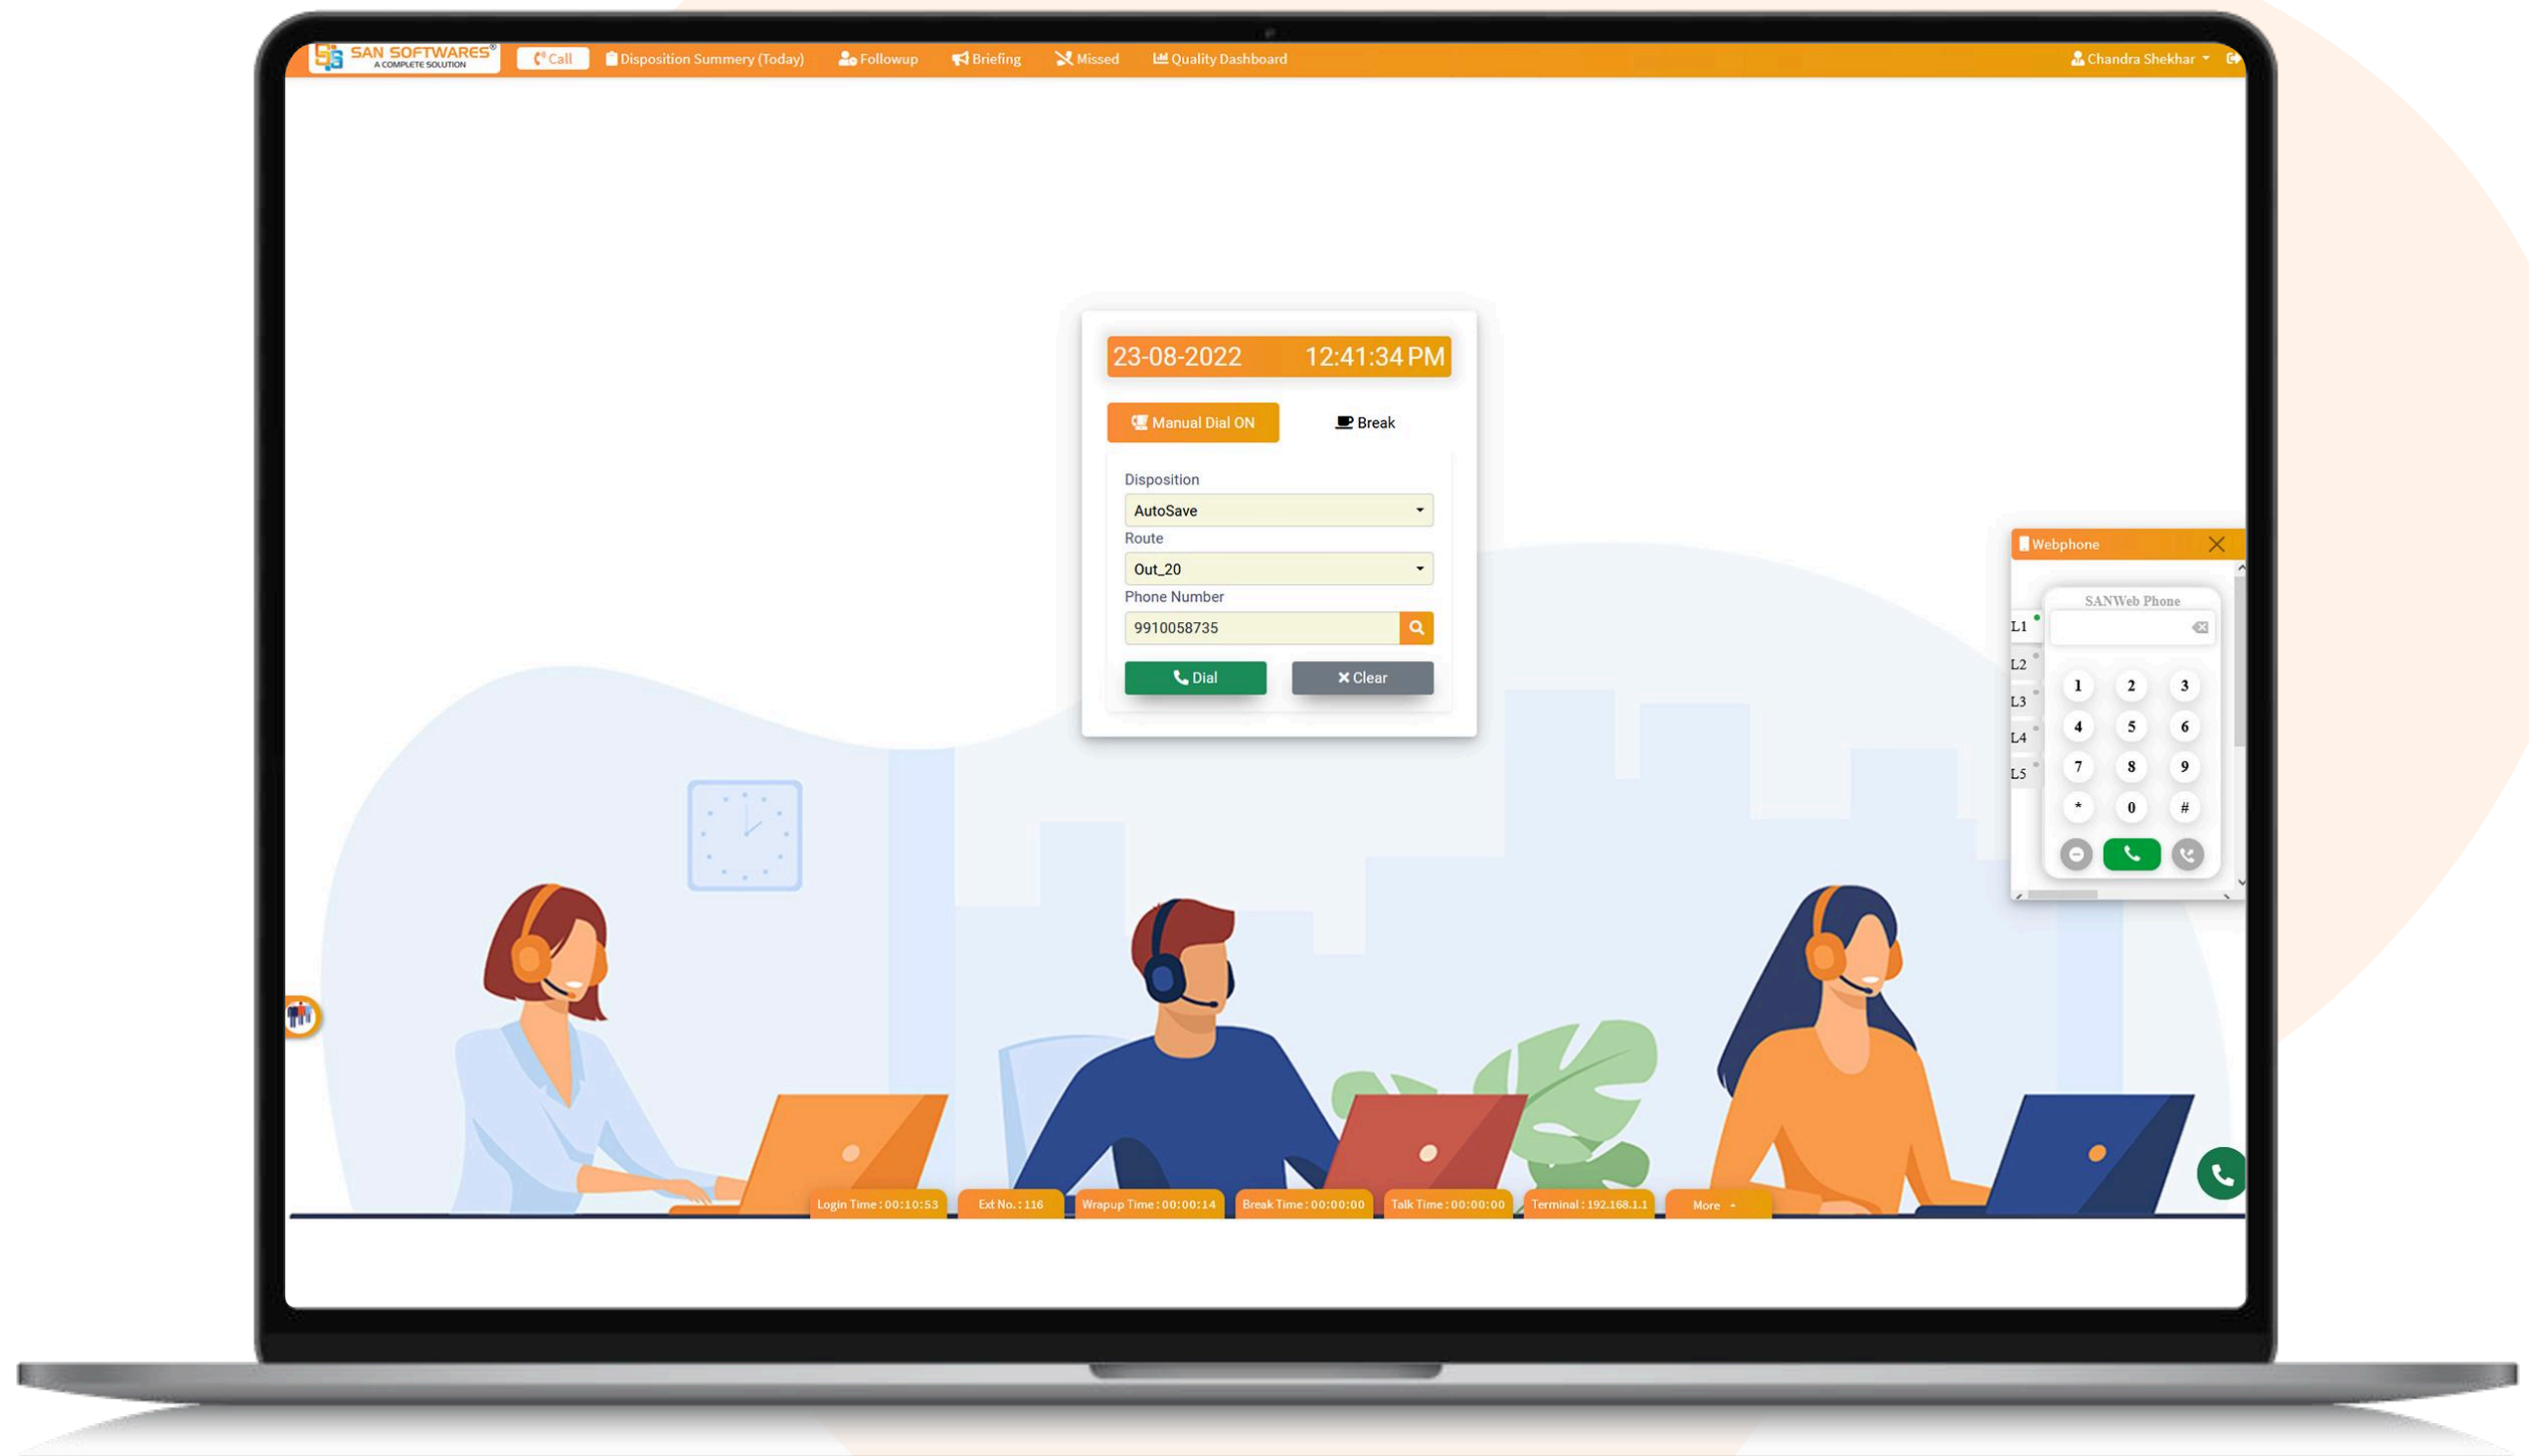 SAN SOFTWARES®
A COMPLETE SOLUTION
Call
Disposition Summery (Today)
Followup
Briefing
Missed
Quality Dashboard
Chandra Shekhar
23-08-2022 12:41:34 PM
Manual Dial ON
Break
Disposition
AutoSave
Route
Out_20
Phone Number
9910058735
Dial
Clear
Webphone
SANWeb Phone
L1
L2
L3
L4
L5
1 2 3
4 5 6
7 8 9
* 0 #
Login Time : 00:10:53
Ext No. : 116
Wrapup Time : 00:00:14
Break Time : 00:00:00
Talk Time : 00:00:00
Terminal : 192.168.1.1
More